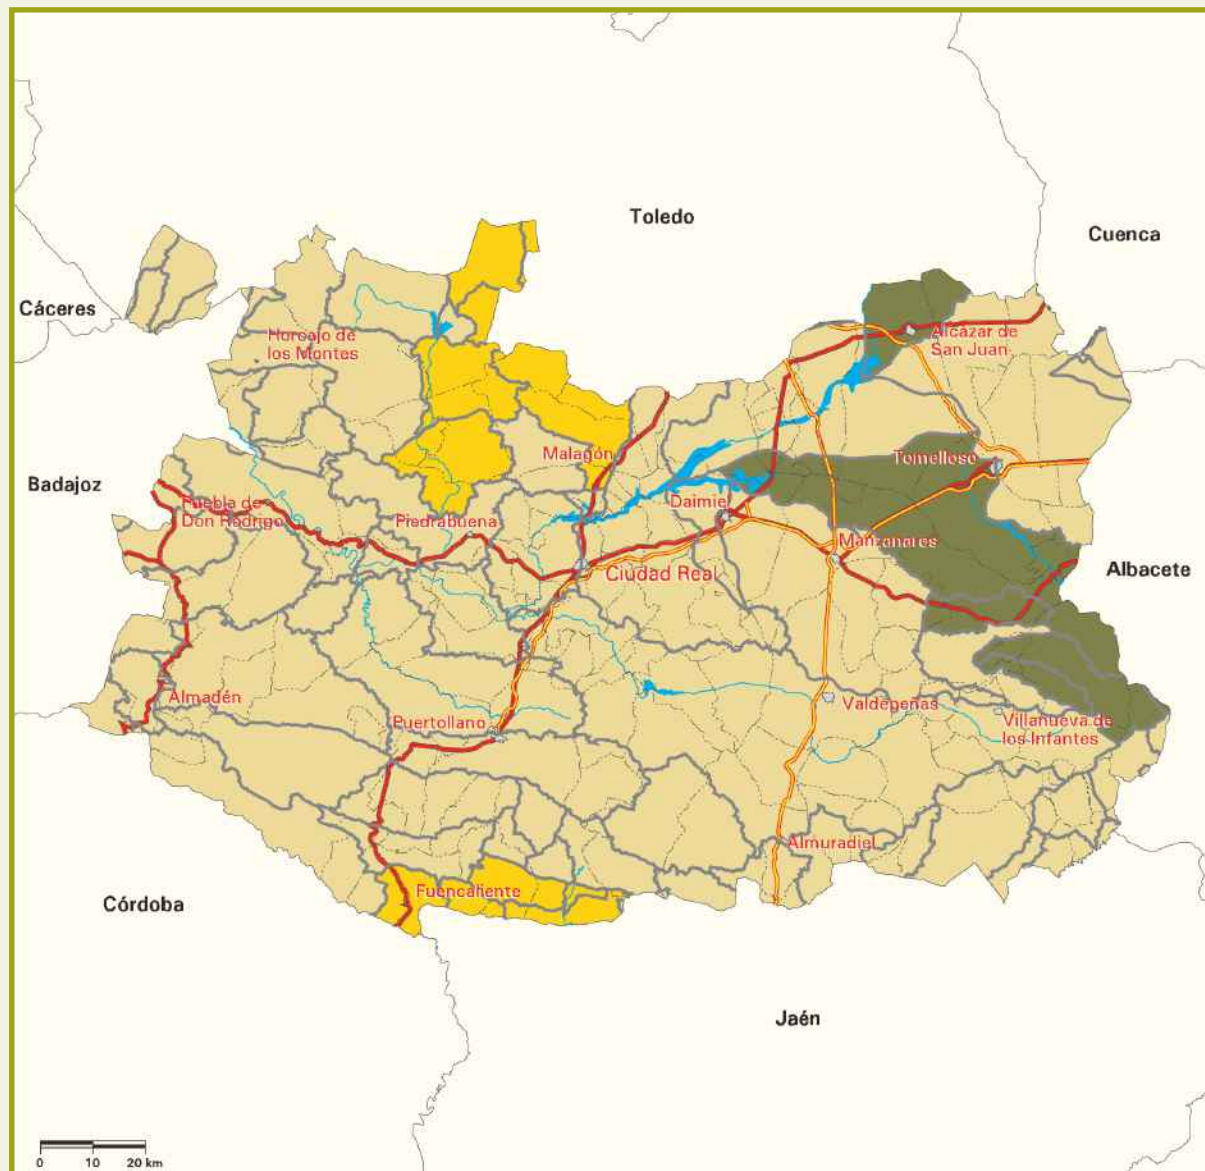 Toledo
Cuenca
Cáceres
Horcajo de
los Montes
Alcázar de
San Juan
Malagón
Tomelloso
Badajoz
Puebla de
Don Rodrigo
Piedrabuena
Daimiel
Manzanares
Ciudad Real
Albacete
Almadén
Puertollano
Valdepeñas
Villanueva de
los Infantes
Almuradiel
Fuencaliente
Córdoba
Jaén
0 10 20 km